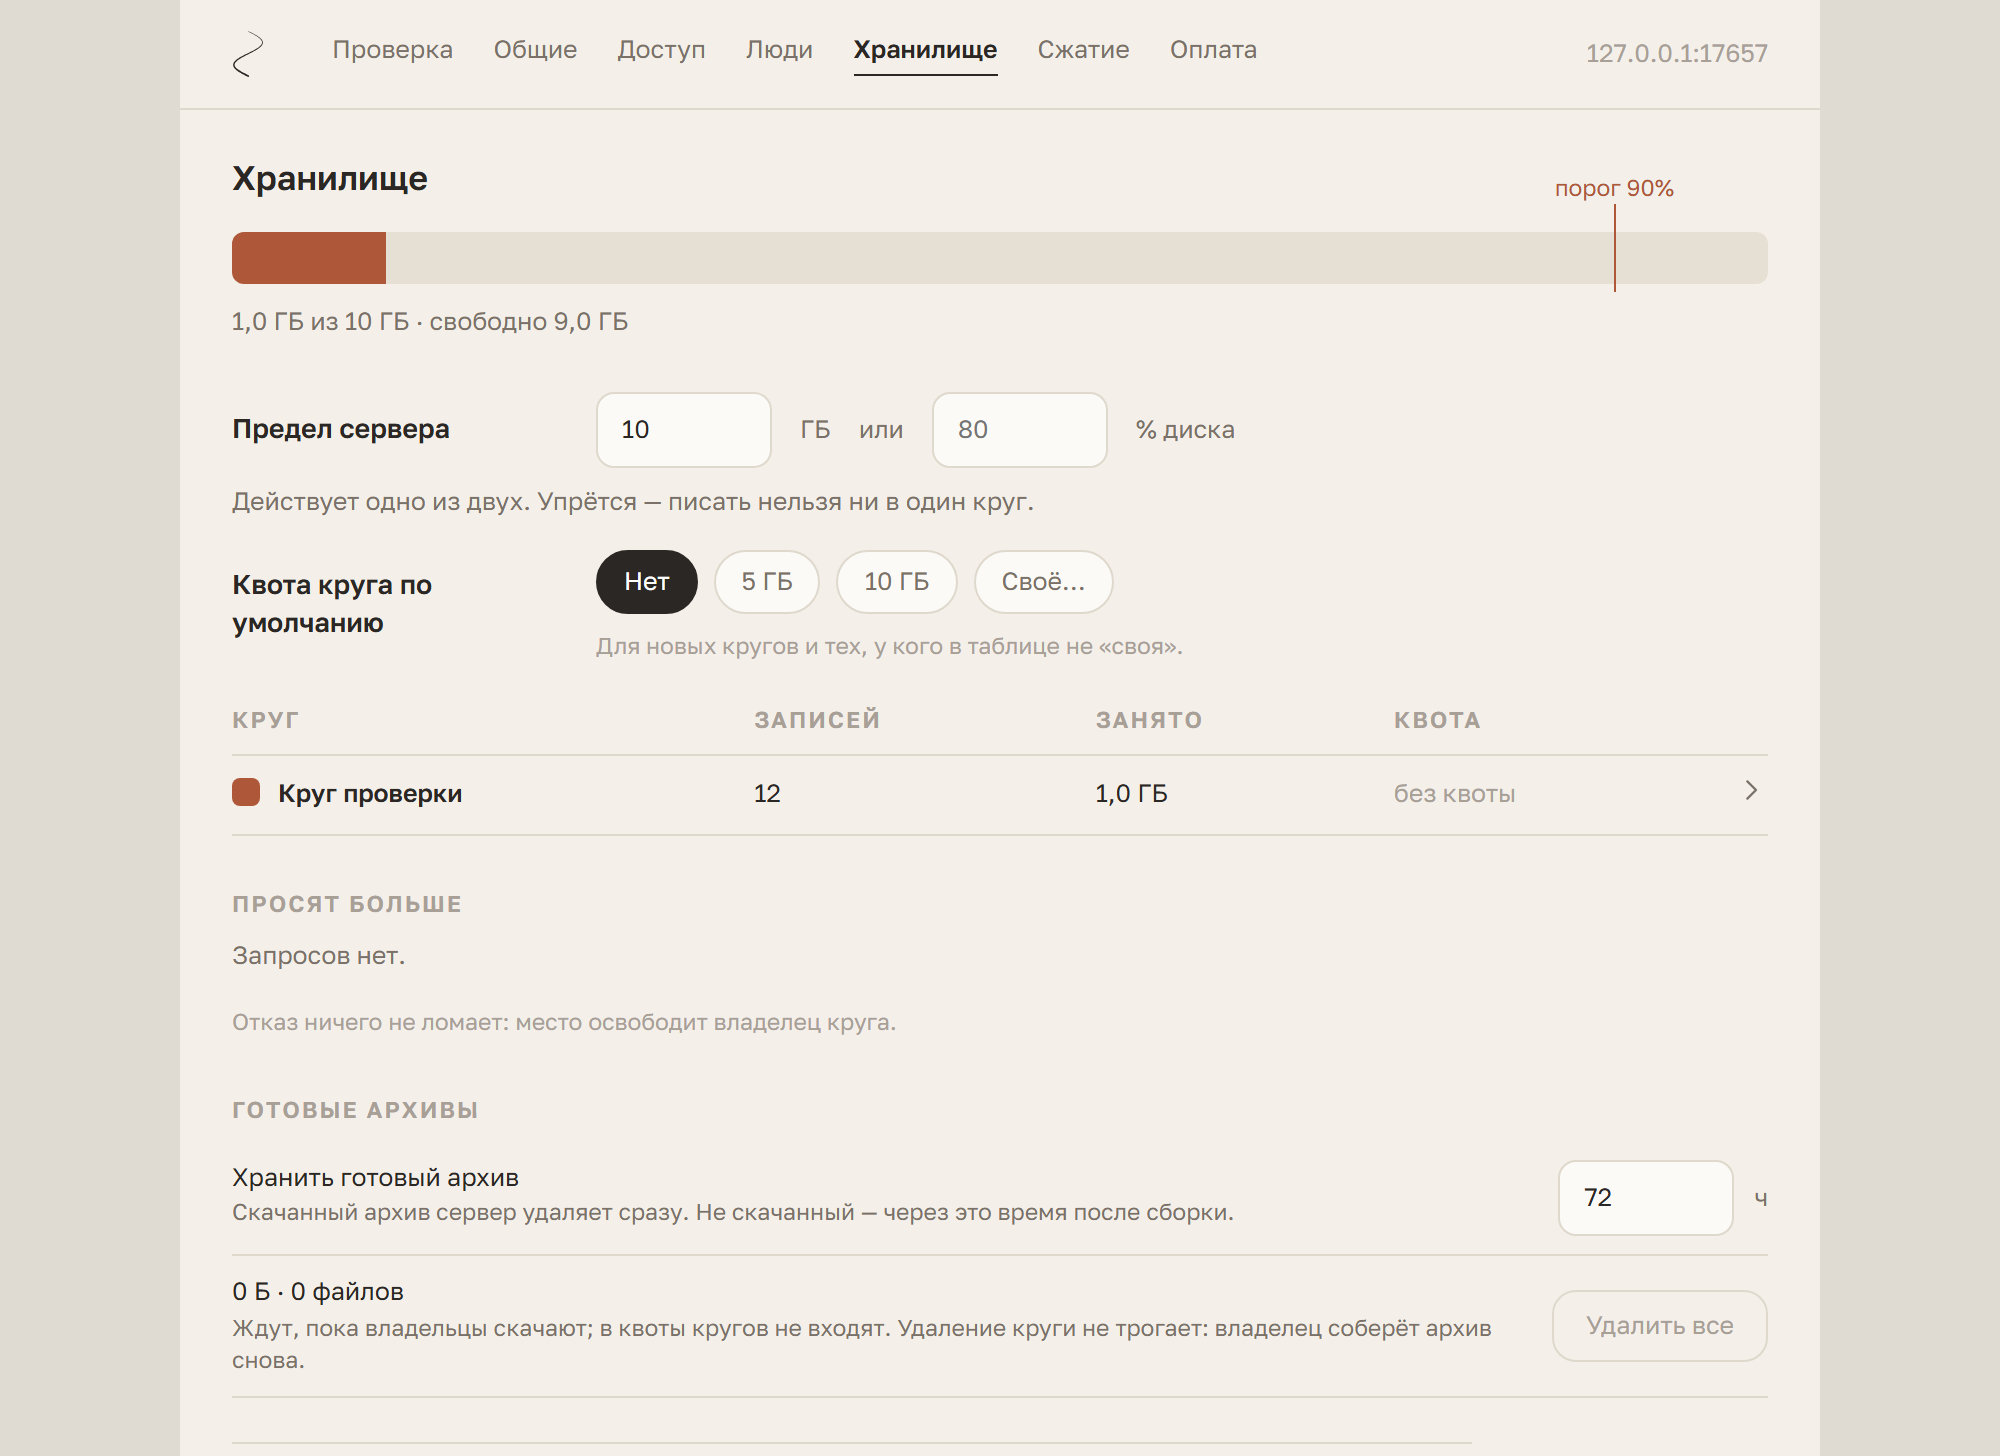 Проверка Общие Доступ Люди Хранилище Сжатие Оплата 127.0.0.1:17657
Хранилище
порог 90%
1,0 ГБ из 10 ГБ · свободно 9,0 ГБ
Предел сервера 10 ГБ или 80 % диска
Действует одно из двух. Упрётся — писать нельзя ни в один круг.
Квота круга по умолчанию
Нет 5 ГБ 10 ГБ Своё...
Для новых кругов и тех, у кого в таблице не «своя».
КРУГ ЗАПИСЕЙ ЗАНЯТО КВОТА
Круг проверки 12 1,0 ГБ без квоты
ПРОСЯТ БОЛЬШЕ
Запросов нет.
Отказ ничего не ломает: место освободит владелец круга.
ГОТОВЫЕ АРХИВЫ
Хранить готовый архив
Скачанный архив сервер удаляет сразу. Не скачанный — через это время после сборки.
72 ч
0 Б · 0 файлов
Ждут, пока владельцы скачают; в квоты кругов не входят. Удаление круги не трогает: владелец соберёт архив
снова.
Удалить все